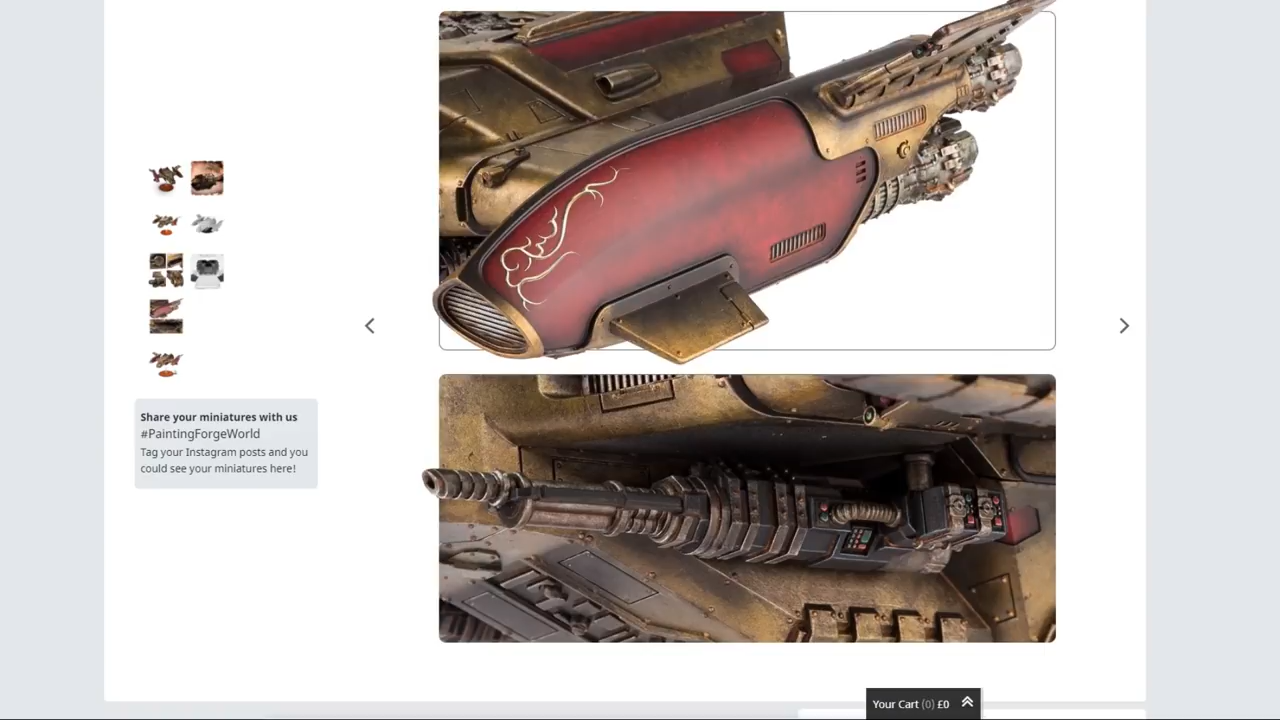 Share your miniatures with us
#PaintingForgeWorld
Tag your Instagram posts and you
could see your miniatures here!
Your Cart (0) £0